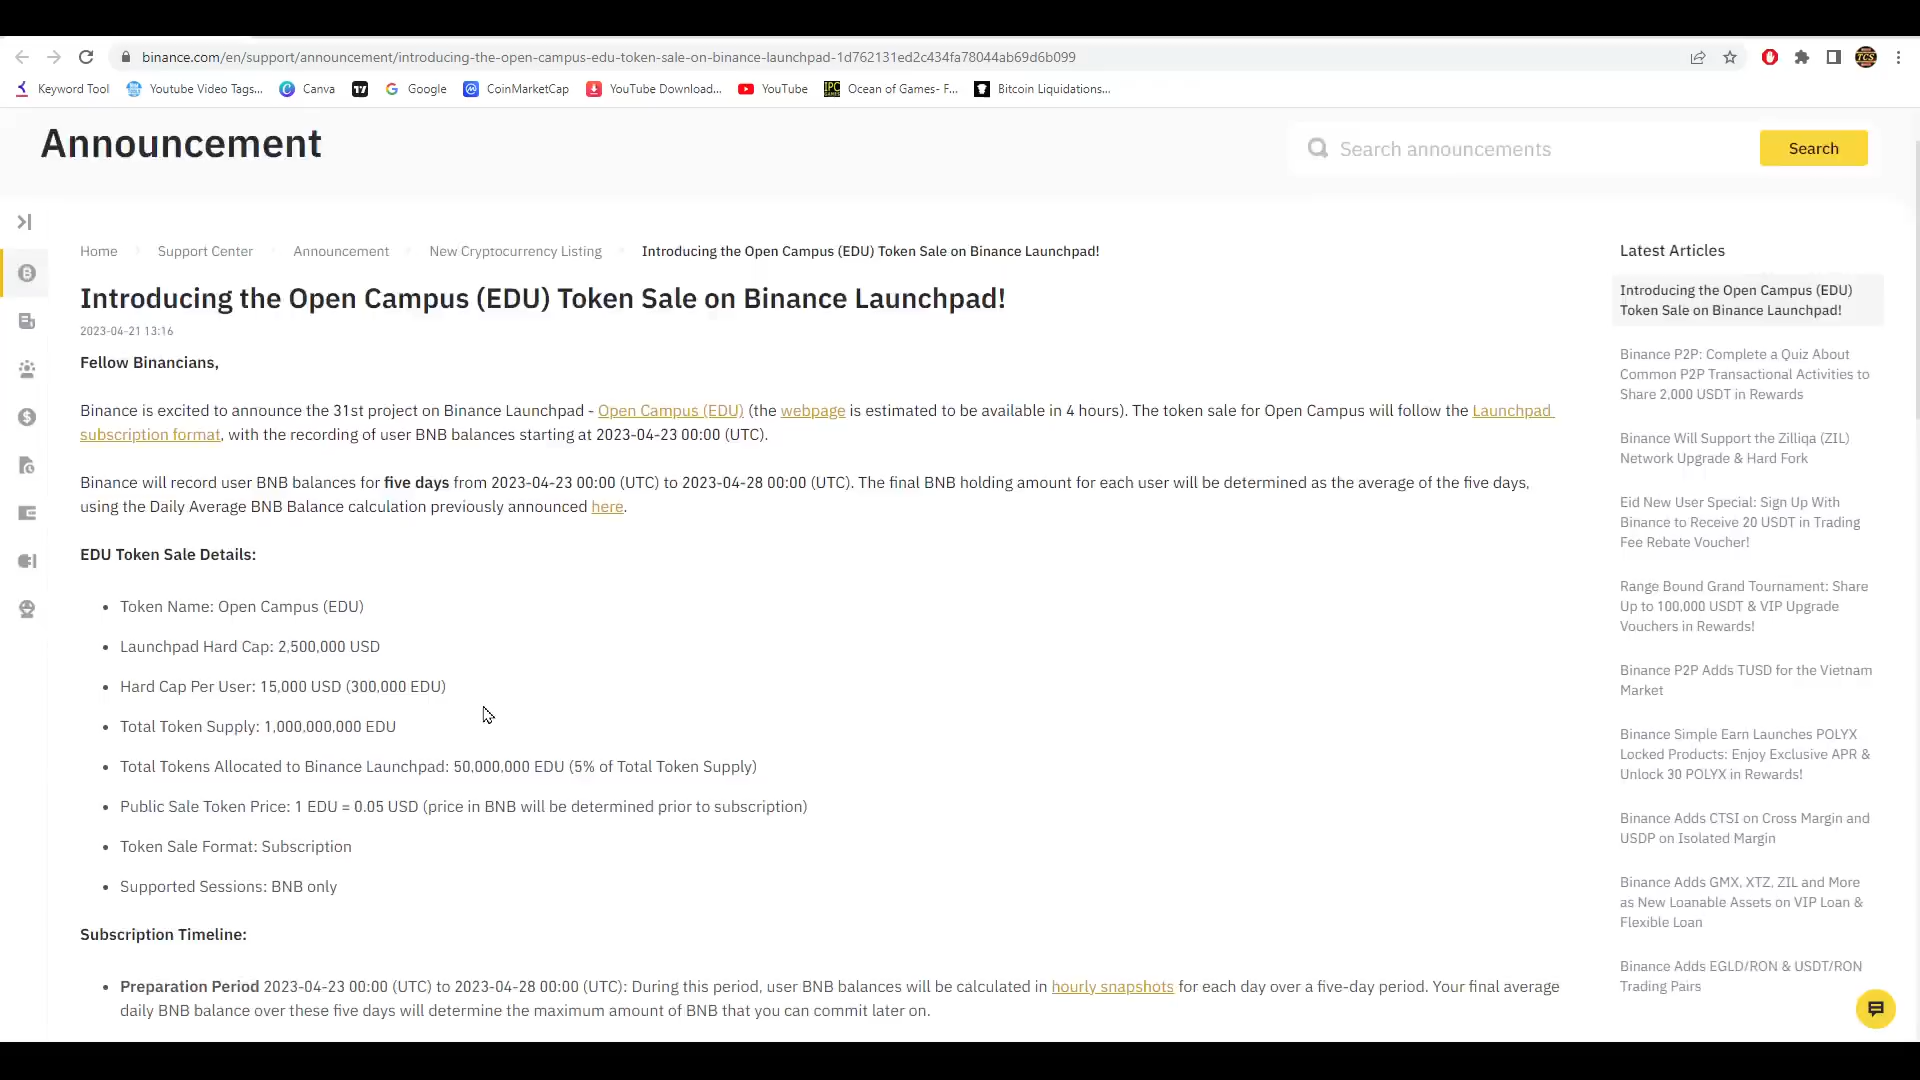 binance.com/en/support/announcement/introducing-the-open-campus-edu-token-sale-on-binance-launchpad-1d762131ed2c434fa78044ab69d6b099
Keyword Tool
Youtube Video Tags...
Canva
Google
CoinMarketCap
YouTube Download...
YouTube
Ocean of Games- F...
Bitcoin Liquidations...
Announcement
Search announcements
Search
Home
Support Center
Announcement
New Cryptocurrency Listing
Introducing the Open Campus (EDU) Token Sale on Binance Launchpad!
Introducing the Open Campus (EDU) Token Sale on Binance Launchpad!
2023-04-21 13:16
Fellow Binancians,
Binance is excited to announce the 31st project on Binance Launchpad - Open Campus (EDU) (the webpage is estimated to be available in 4 hours). The token sale for Open Campus will follow the Launchpad
subscription format, with the recording of user BNB balances starting at 2023-04-23 00:00 (UTC).
Binance will record user BNB balances for five days from 2023-04-23 00:00 (UTC) to 2023-04-28 00:00 (UTC). The final BNB holding amount for each user will be determined as the average of the five days,
using the Daily Average BNB Balance calculation previously announced here.
EDU Token Sale Details:
• Token Name: Open Campus (EDU)
• Launchpad Hard Cap: 2,500,000 USD
• Hard Cap Per User: 15,000 USD (300,000 EDU)
• Total Token Supply: 1,000,000,000 EDU
• Total Tokens Allocated to Binance Launchpad: 50,000,000 EDU (5% of Total Token Supply)
• Public Sale Token Price: 1 EDU = 0.05 USD (price in BNB will be determined prior to subscription)
• Token Sale Format: Subscription
• Supported Sessions: BNB only
Subscription Timeline:
• Preparation Period 2023-04-23 00:00 (UTC) to 2023-04-28 00:00 (UTC): During this period, user BNB balances will be calculated in hourly snapshots for each day over a five-day period. Your final average
daily BNB balance over these five days will determine the maximum amount of BNB that you can commit later on.
Latest Articles
Introducing the Open Campus (EDU)
Token Sale on Binance Launchpad!
Binance P2P: Complete a Quiz About
Common P2P Transactional Activities to
Share 2,000 USDT in Rewards
Binance Will Support the Zilliqa (ZIL)
Network Upgrade & Hard Fork
Eid New User Special: Sign Up With
Binance to Receive 20 USDT in Trading
Fee Rebate Voucher!
Range Bound Grand Tournament: Share
Up to 100,000 USDT & VIP Upgrade
Vouchers in Rewards!
Binance P2P Adds TUSD for the Vietnam
Market
Binance Simple Earn Launches POLYX
Locked Products: Enjoy Exclusive APR &
Unlock 30 POLYX in Rewards!
Binance Adds CTSI on Cross Margin and
USDP on Isolated Margin
Binance Adds GMX, XTZ, ZIL and More
as New Loanable Assets on VIP Loan &
Flexible Loan
Binance Adds EGLD/RON & USDT/RON
Trading Pairs